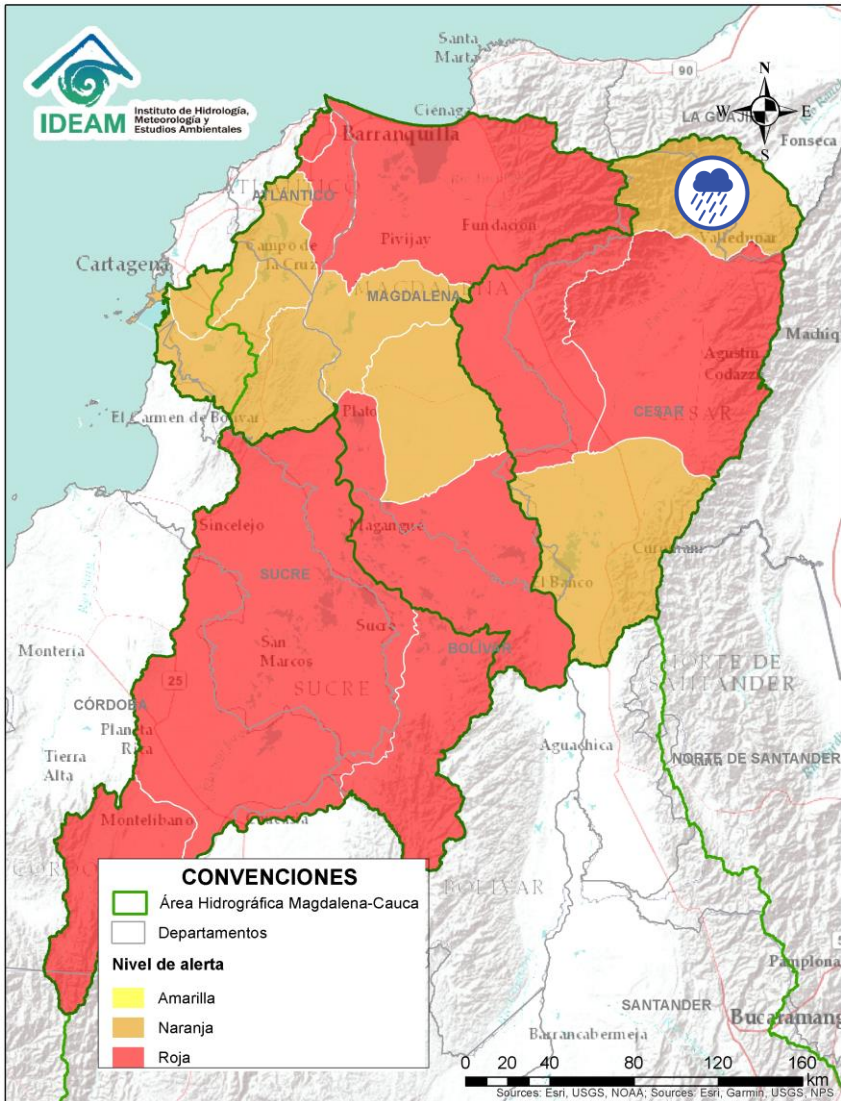 IDEAM
Instituto de Hidrología,
Meteorología y
Estudios Ambientales
Santa
Marta
90
N
W
E
S
LA GUAJI
Fonseca
Ciénaga
Barranquilla
ATLÁNTICO
Campo de
la Cruz
Pivijay
Fundación
Valledupar
Cartagena
MAGDALENA
Machiq
Agustín
Codazzi
CESAR
CESAR
El Carmen de Bolívar
Plato
Sincelejo
Magangué
SUCRE
El Banco
Curumaní
Sucre
San
Marcos
BOLÍVAR
SUCRE
Montería
25
CÓRDOBA
Planeta
Rica
Tierra
Alta
NORTE DE
SANTANDER
Aguachica
NORTE DE SANTANDER
Montelíbano
BOLÍVAR
Pamplona
SANTANDER
Bucaramang
Barrancabermeja
CONVENCIONES
Área Hidrográfica Magdalena-Cauca
Departamentos
Nivel de alerta
Amarilla
Naranja
Roja
0 20 40 80 120 160
km
Sources: Esri, USGS, NOAA; Sources: Esri, Garmin, USGS, NPS